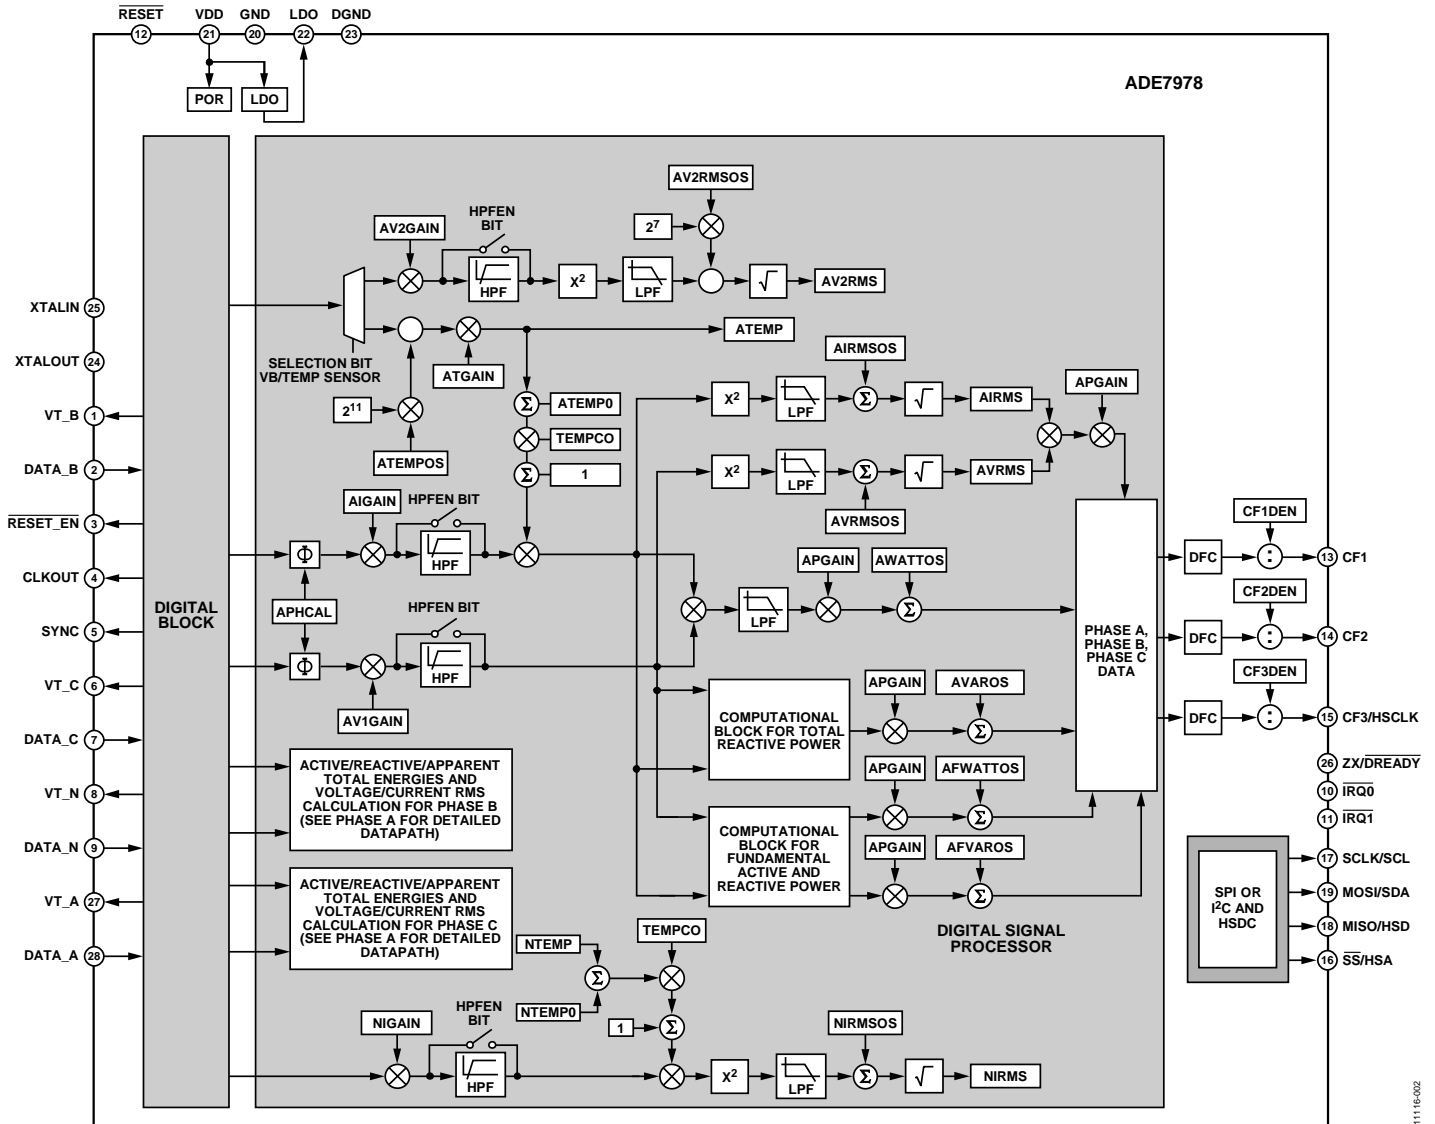 RESET VDD GND LDO DGND
12 21 20 22 23
POR LDO
ADE7978
XTALIN 25
XTALOUT 24
VT_B 1
DATA_B 2
RESET_EN 3
CLKOUT 4
SYNC 5
VT_C 6
DATA_C 7
VT_N 8
DATA_N 9
VT_A 27
DATA_A 28
DIGITAL
BLOCK
AV2RMSOS
2⁷
AV2GAIN
HPFEN
BIT
HPF
X²
LPF
√
AV2RMS
SELECTION BIT
VB/TEMP SENSOR
ATEMP
ATGAIN
2¹¹
ATEMPOS
Σ
ATEMP0
TEMPCO
Σ
1
AIRMSOS
X²
LPF
Σ
√
AIRMS
APGAIN
X²
LPF
Σ
√
AVRMS
AVRMSOS
AIGAIN
HPFEN BIT
Φ
HPF
APHCAL
HPFEN BIT
Φ
HPF
AV1GAIN
APGAIN
AWATTOS
LPF
Σ
COMPUTATIONAL
BLOCK FOR TOTAL
REACTIVE POWER
APGAIN
AVAROS
Σ
COMPUTATIONAL
BLOCK FOR
FUNDAMENTAL
ACTIVE AND
REACTIVE POWER
APGAIN
AFWATTOS
Σ
APGAIN
AFVAROS
Σ
PHASE A,
PHASE B,
PHASE C
DATA
ACTIVE/REACTIVE/APPARENT
TOTAL ENERGIES AND
VOLTAGE/CURRENT RMS
CALCULATION FOR PHASE B
(SEE PHASE A FOR DETAILED
DATAPATH)
ACTIVE/REACTIVE/APPARENT
TOTAL ENERGIES AND
VOLTAGE/CURRENT RMS
CALCULATION FOR PHASE C
(SEE PHASE A FOR DETAILED
DATAPATH)
DIGITAL SIGNAL
PROCESSOR
NTEMP
Σ
NTEMP0
TEMPCO
1
Σ
NIGAIN
HPFEN
BIT
HPF
X²
LPF
NIRMSOS
Σ
√
NIRMS
CF1DEN
DFC
:
13 CF1
CF2DEN
DFC
:
14 CF2
CF3DEN
DFC
:
15 CF3/HSCLK
26 ZX/DREADY
10 IRQ0
11 IRQ1
SPI OR
I²C AND
HSDC
17 SCLK/SCL
19 MOSI/SDA
18 MISO/HSD
16 SS/HSA
11116-002